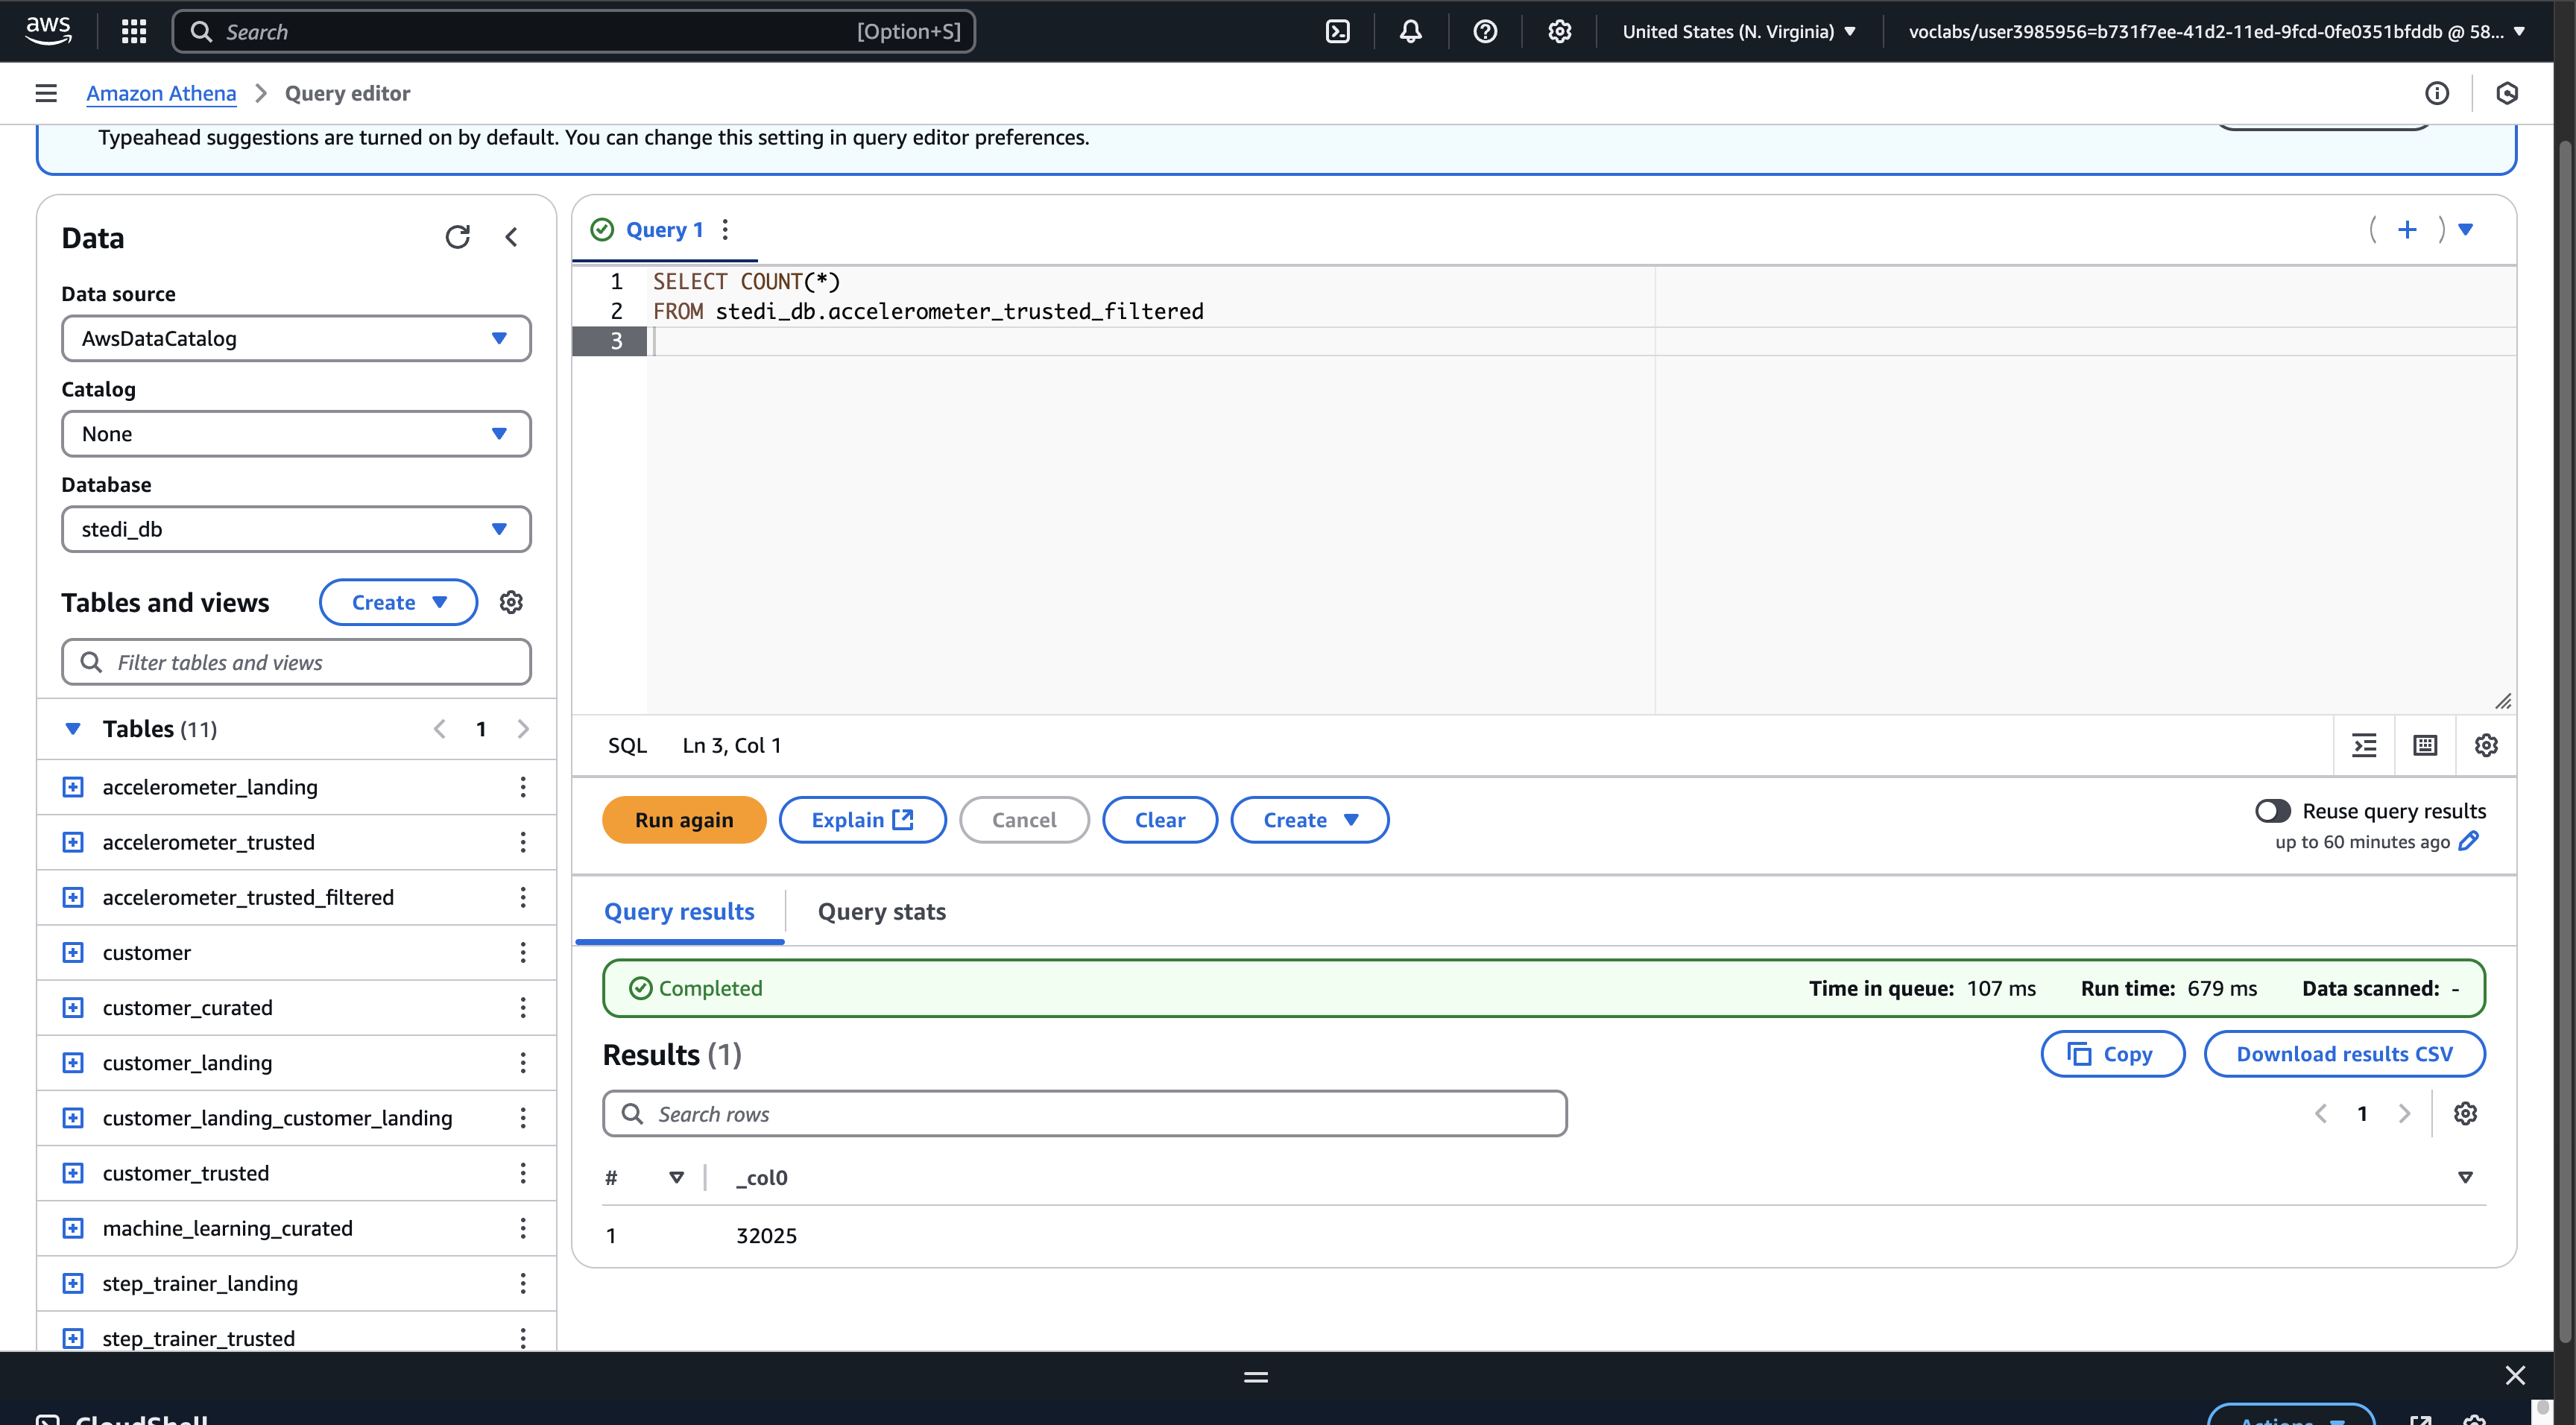 aws
Search
[Option+S]
United States (N. Virginia)
voclabs/user3985956=b731f7ee-41d2-11ed-9fcd-0fe0351bfddb @ 58...
Amazon Athena
Query editor
Typeahead suggestions are turned on by default. You can change this setting in query editor preferences.
Data
Data source
AwsDataCatalog
Catalog
None
Database
stedi_db
Tables and views
Create
Filter tables and views
Tables (11)
1
accelerometer_landing
accelerometer_trusted
accelerometer_trusted_filtered
customer
customer_curated
customer_landing
customer_landing_customer_landing
customer_trusted
machine_learning_curated
step_trainer_landing
step_trainer_trusted
Query 1
1 SELECT COUNT(*)
2 FROM stedi_db.accelerometer_trusted_filtered
3
SQL
Ln 3, Col 1
Run again
Explain
Cancel
Clear
Create
Reuse query results
up to 60 minutes ago
Query results
Query stats
Completed
Time in queue: 107 ms
Run time: 679 ms
Data scanned: -
Results (1)
Copy
Download results CSV
Search rows
1
# _col0
1 32025
CloudShell
Actions